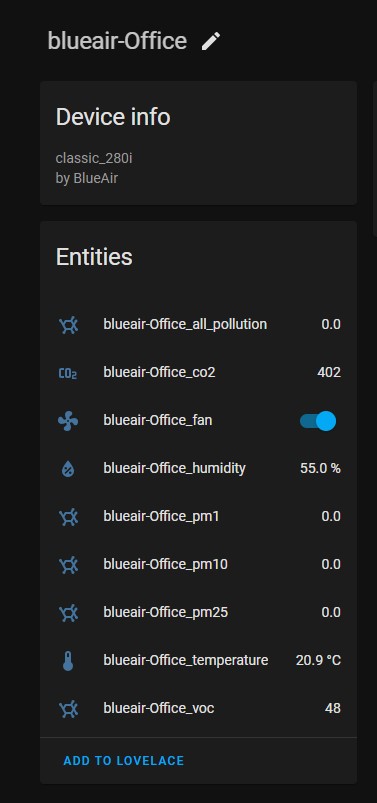 blueair-Office
Device info
classic_280i
by BlueAir
Entities
blueair-Office_all_pollution 0.0
CO2 blueair-Office_co2 402
blueair-Office_fan
blueair-Office_humidity 55.0 %
blueair-Office_pm1 0.0
blueair-Office_pm10 0.0
blueair-Office_pm25 0.0
blueair-Office_temperature 20.9 °C
blueair-Office_voc 48
ADD TO LOVELACE